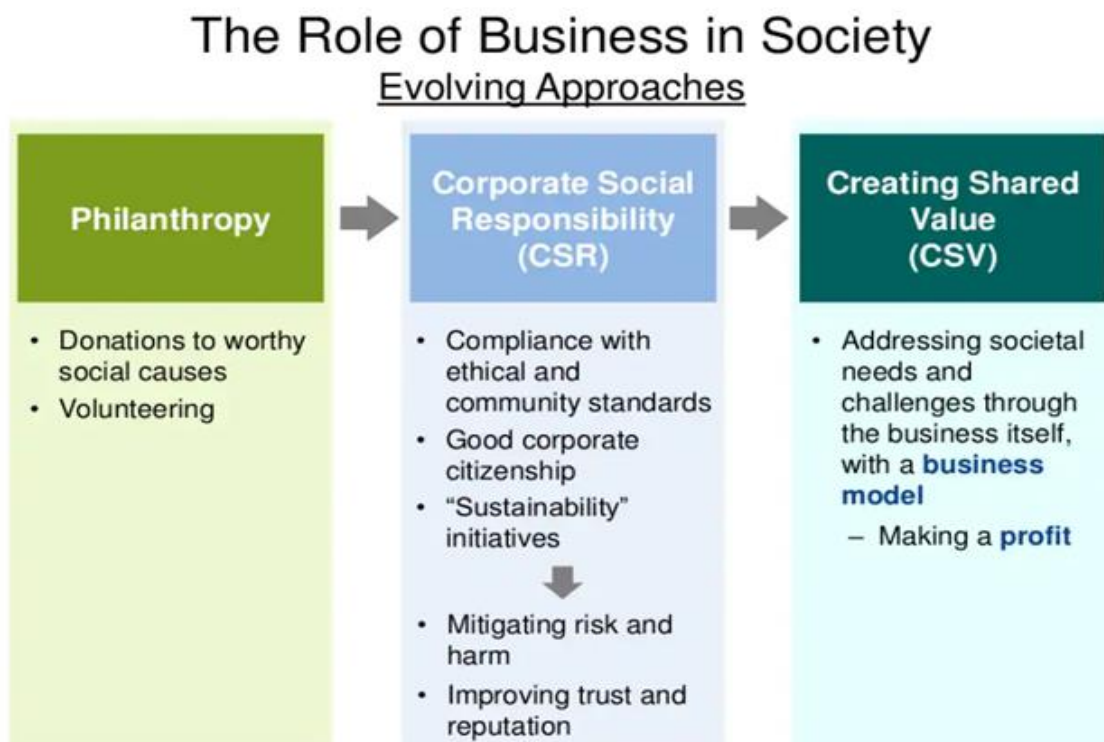 The Role of Business in Society
Evolving Approaches
Philanthropy
• Donations to worthy
social causes
• Volunteering
Corporate Social
Responsibility
(CSR)
• Compliance with
ethical and
community standards
• Good corporate
citizenship
• “Sustainability”
initiatives
• Mitigating risk and
harm
• Improving trust and
reputation
Creating Shared
Value
(CSV)
• Addressing societal
needs and
challenges through
the business itself,
with a business
model
– Making a profit